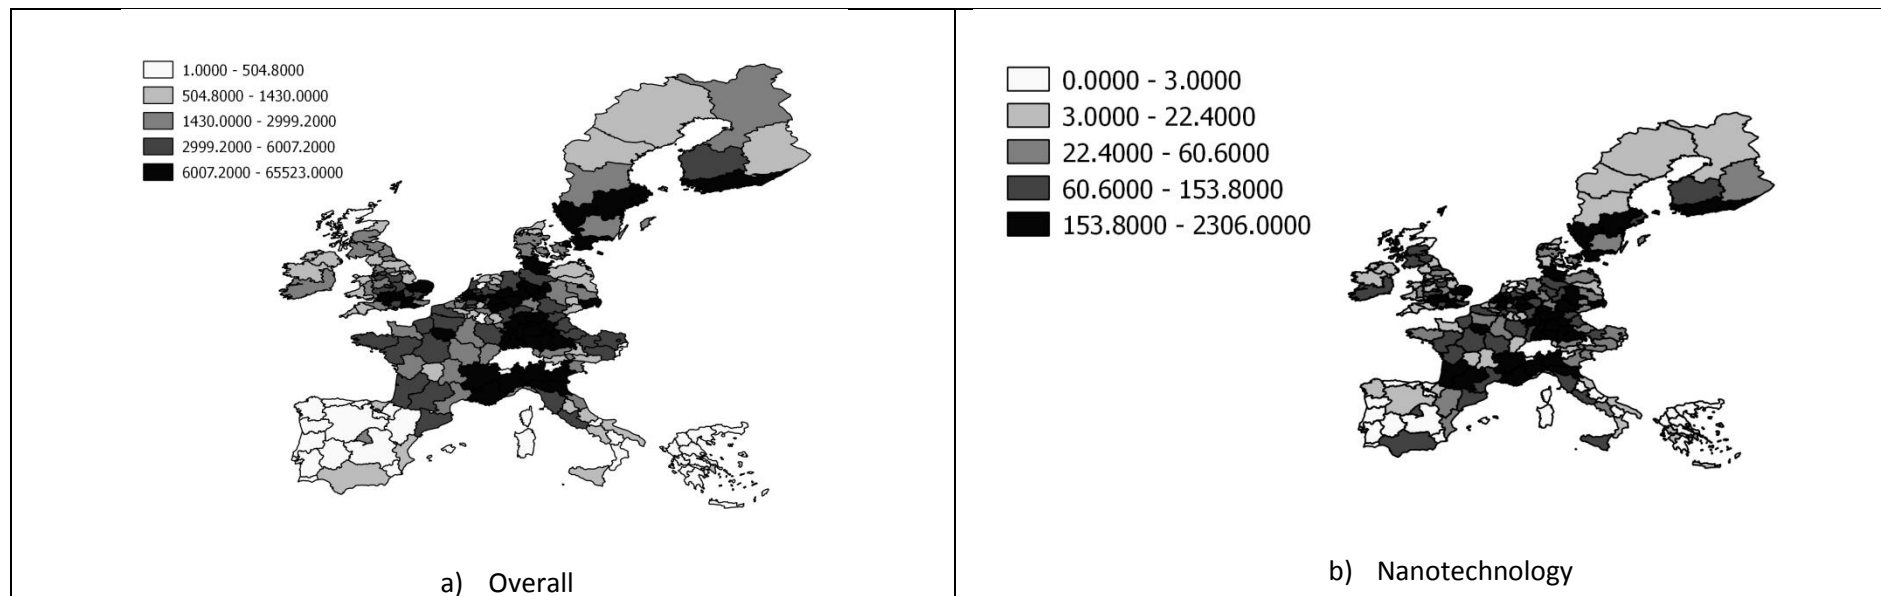 1.0000 - 504.8000
504.8000 - 1430.0000
1430.0000 - 2999.2000
2999.2000 - 6007.2000
6007.2000 - 65523.0000
a) Overall
0.0000 - 3.0000
3.0000 - 22.4000
22.4000 - 60.6000
60.6000 - 153.8000
153.8000 - 2306.0000
b) Nanotechnology